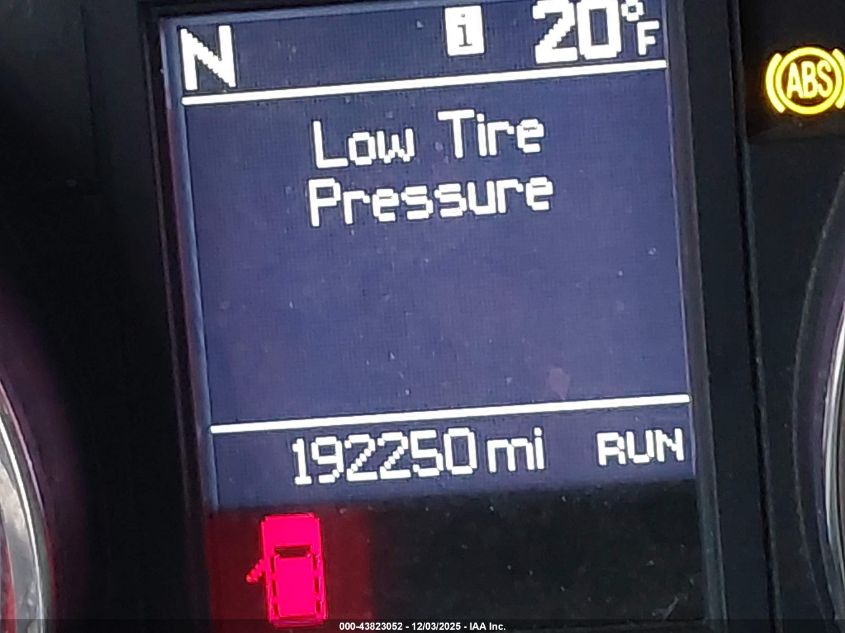 N i 20°F
ABS
Low Tire
Pressure
192250 mi RUN
000-43823052 - 12/03/2025 - IAA Inc.